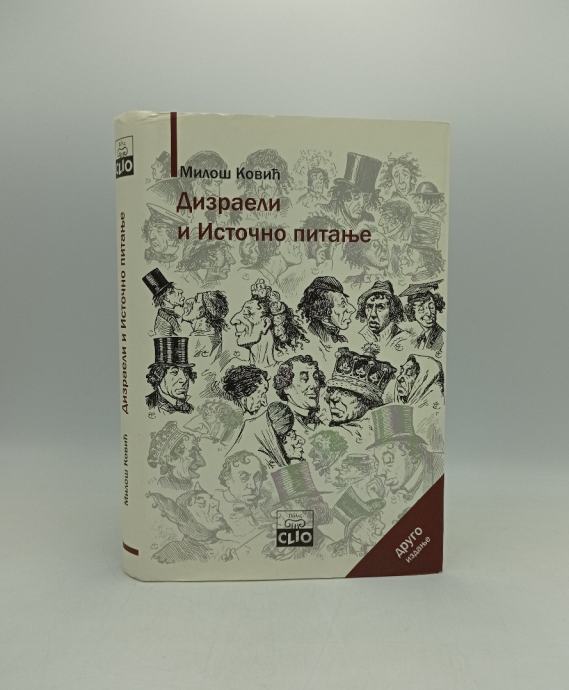 Милош Ковић
Дизраели
и Источно питање
CLIO
друго
издање
CLIO
Дизраели и Источно питање
Милош Ковић